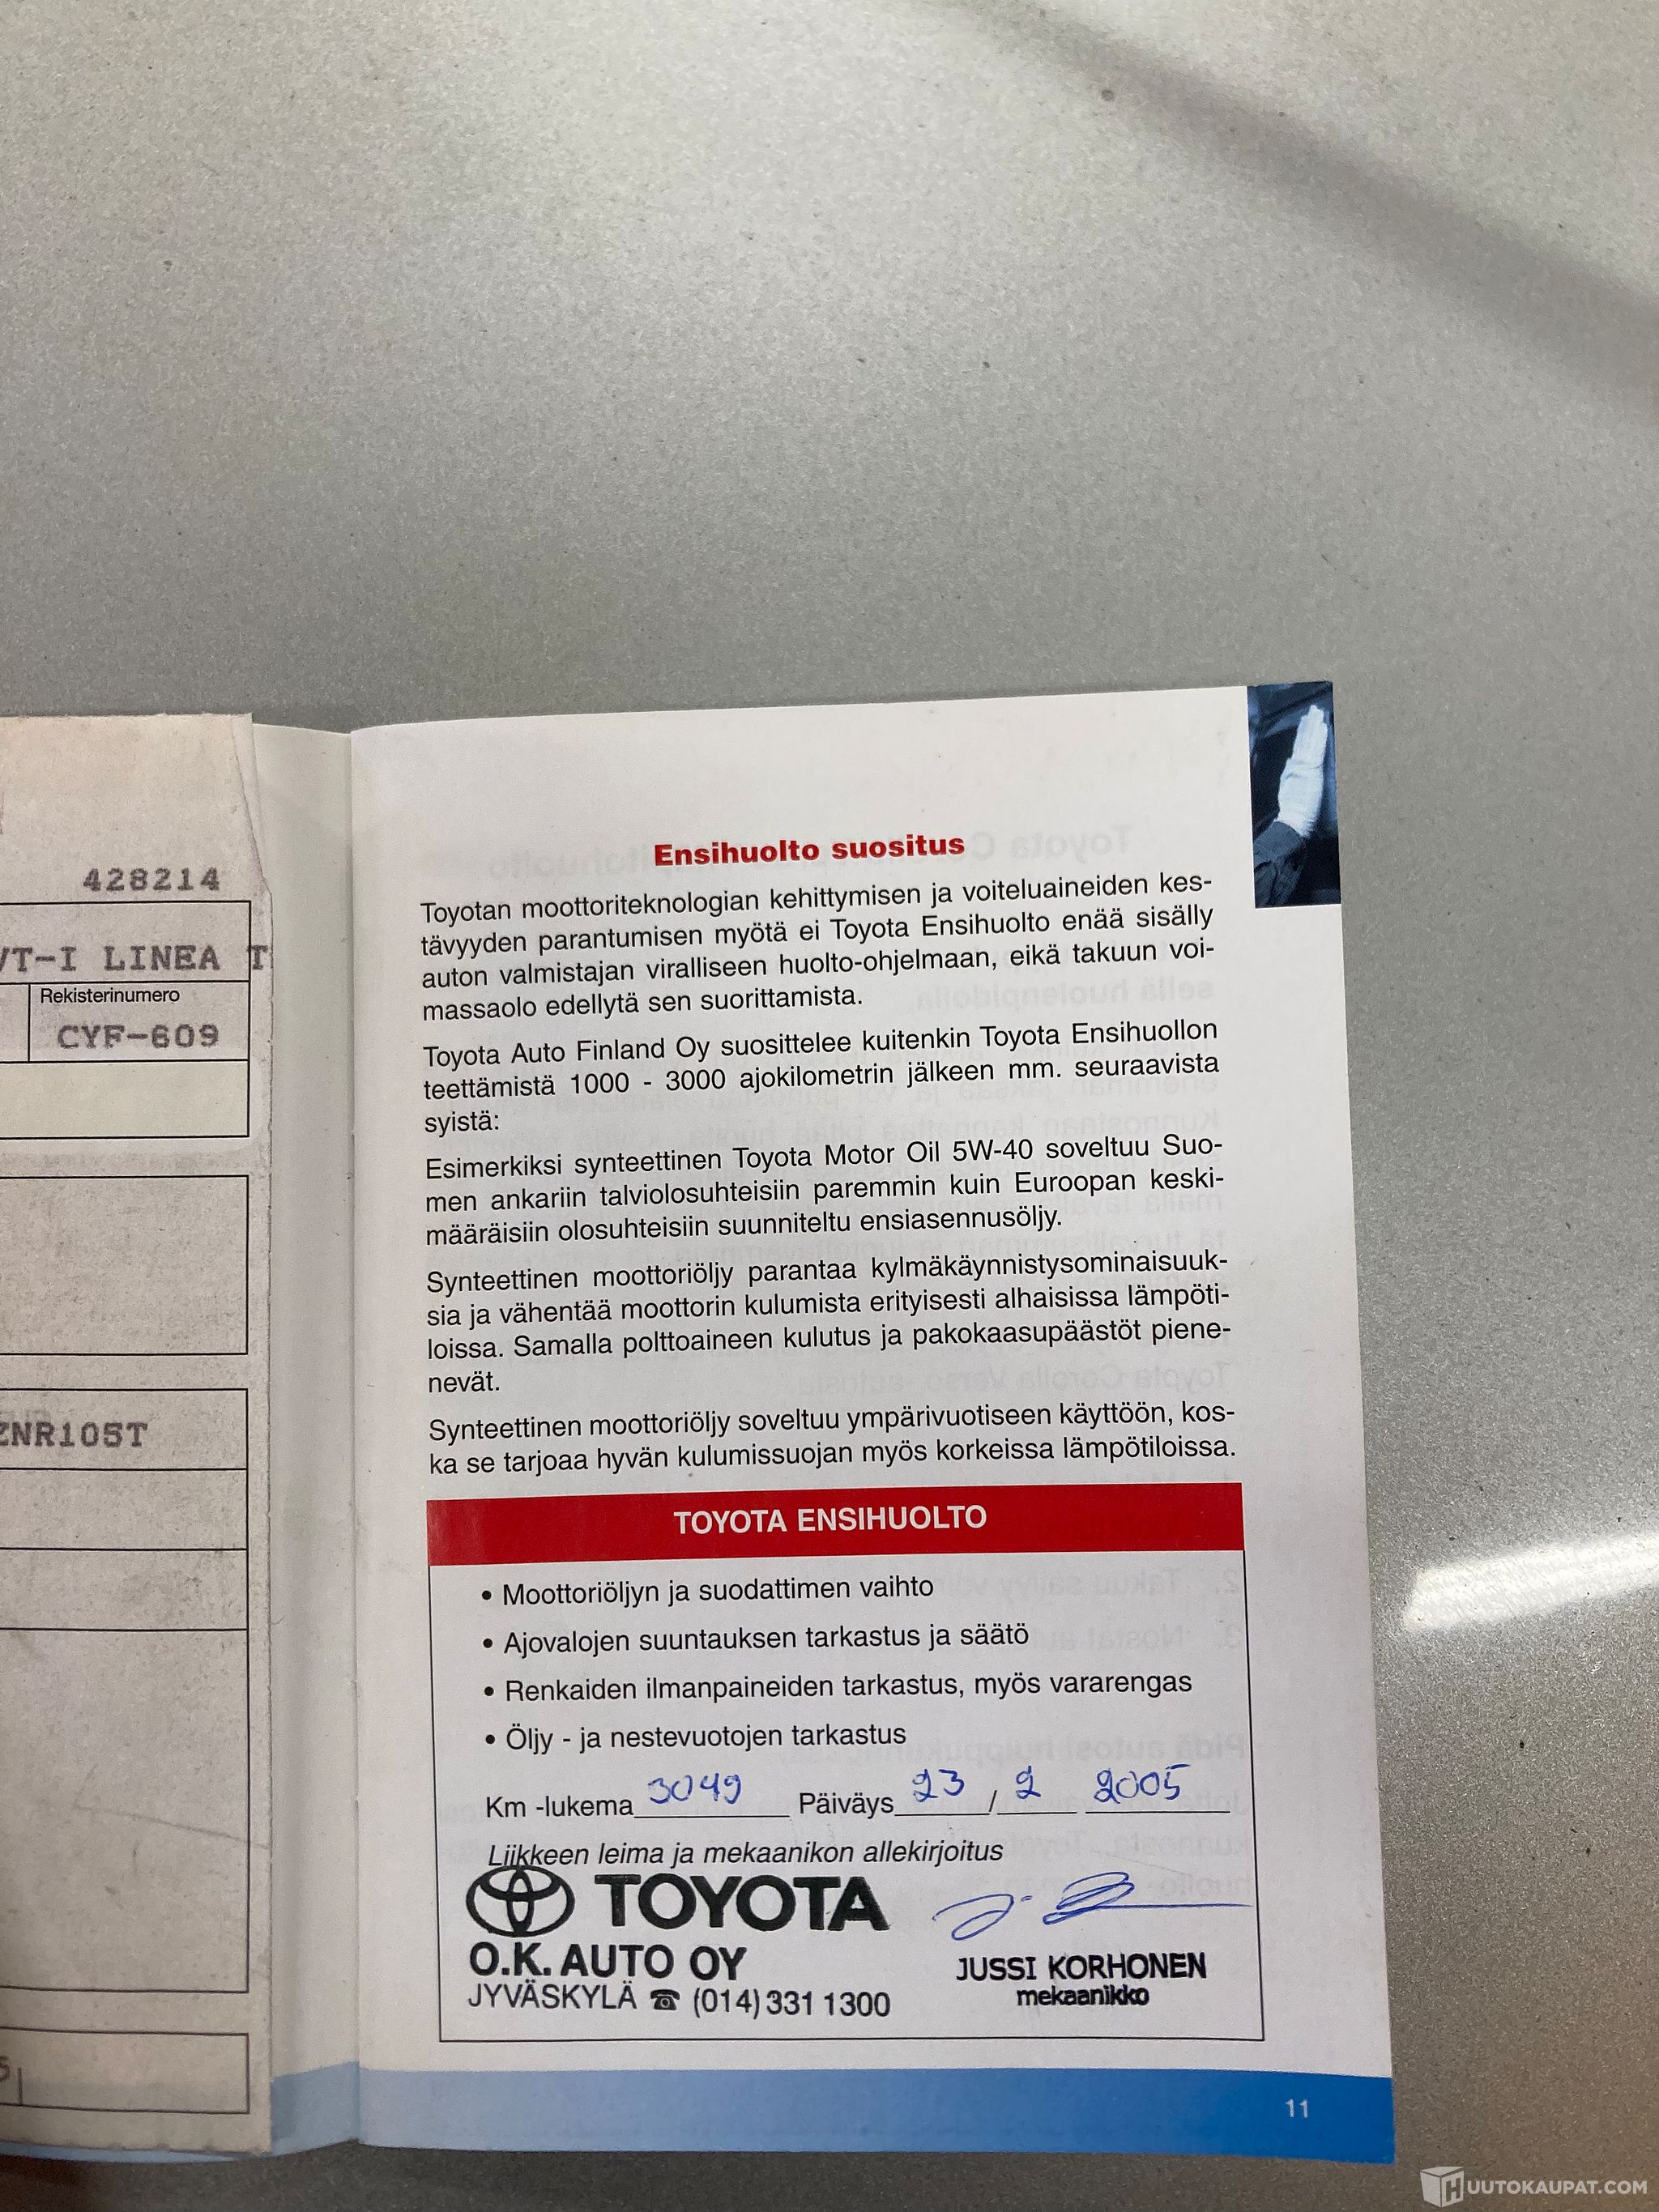 428214
VT-I LINEA T
Rekisterinumero
CYF-609
ZNR105T
Ensihuolto suositus
Toyotan moottoriteknologian kehittymisen ja voiteluaineiden kes-
tävyyden parantumisen myötä ei Toyota Ensihuolto enää sisälly
auton valmistajan viralliseen huolto-ohjelmaan, eikä takuun voi-
massaolo edellytä sen suorittamista.
Toyota Auto Finland Oy suosittelee kuitenkin Toyota Ensihuollon
teettämistä 1000 - 3000 ajokilometrin jälkeen mm. seuraavista
syistä:
Esimerkiksi synteettinen Toyota Motor Oil 5W-40 soveltuu Suo-
men ankariin talviolosuhteisiin paremmin kuin Euroopan keski-
määräisiin olosuhteisiin suunniteltu ensiasennusöljy.
Synteettinen moottoriöljy parantaa kylmäkäynnistysominaisuuk-
sia ja vähentää moottorin kulumista erityisesti alhaisissa lämpöti-
loissa. Samalla polttoaineen kulutus ja pakokaasupäästöt piene-
nevät.
Synteettinen moottoriöljy soveltuu ympärivuotiseen käyttöön, kos-
ka se tarjoaa hyvän kulumissuojan myös korkeissa lämpötiloissa.
TOYOTA ENSIHUOLTO
• Moottoriöljyn ja suodattimen vaihto
• Ajovalojen suuntauksen tarkastus ja säätö
• Renkaiden ilmanpaineiden tarkastus, myös vararengas
• Öljy - ja nestevuotojen tarkastus
Km -lukema 3049 Päiväys 23 / 2 2005
Liikkeen leima ja mekaanikon allekirjoitus
TOYOTA
O.K. AUTO OY
JYVÄSKYLÄ ☎ (014) 331 1300
JUSSI KORHONEN
mekaanikko
11
HUUTOKAUPAT.COM